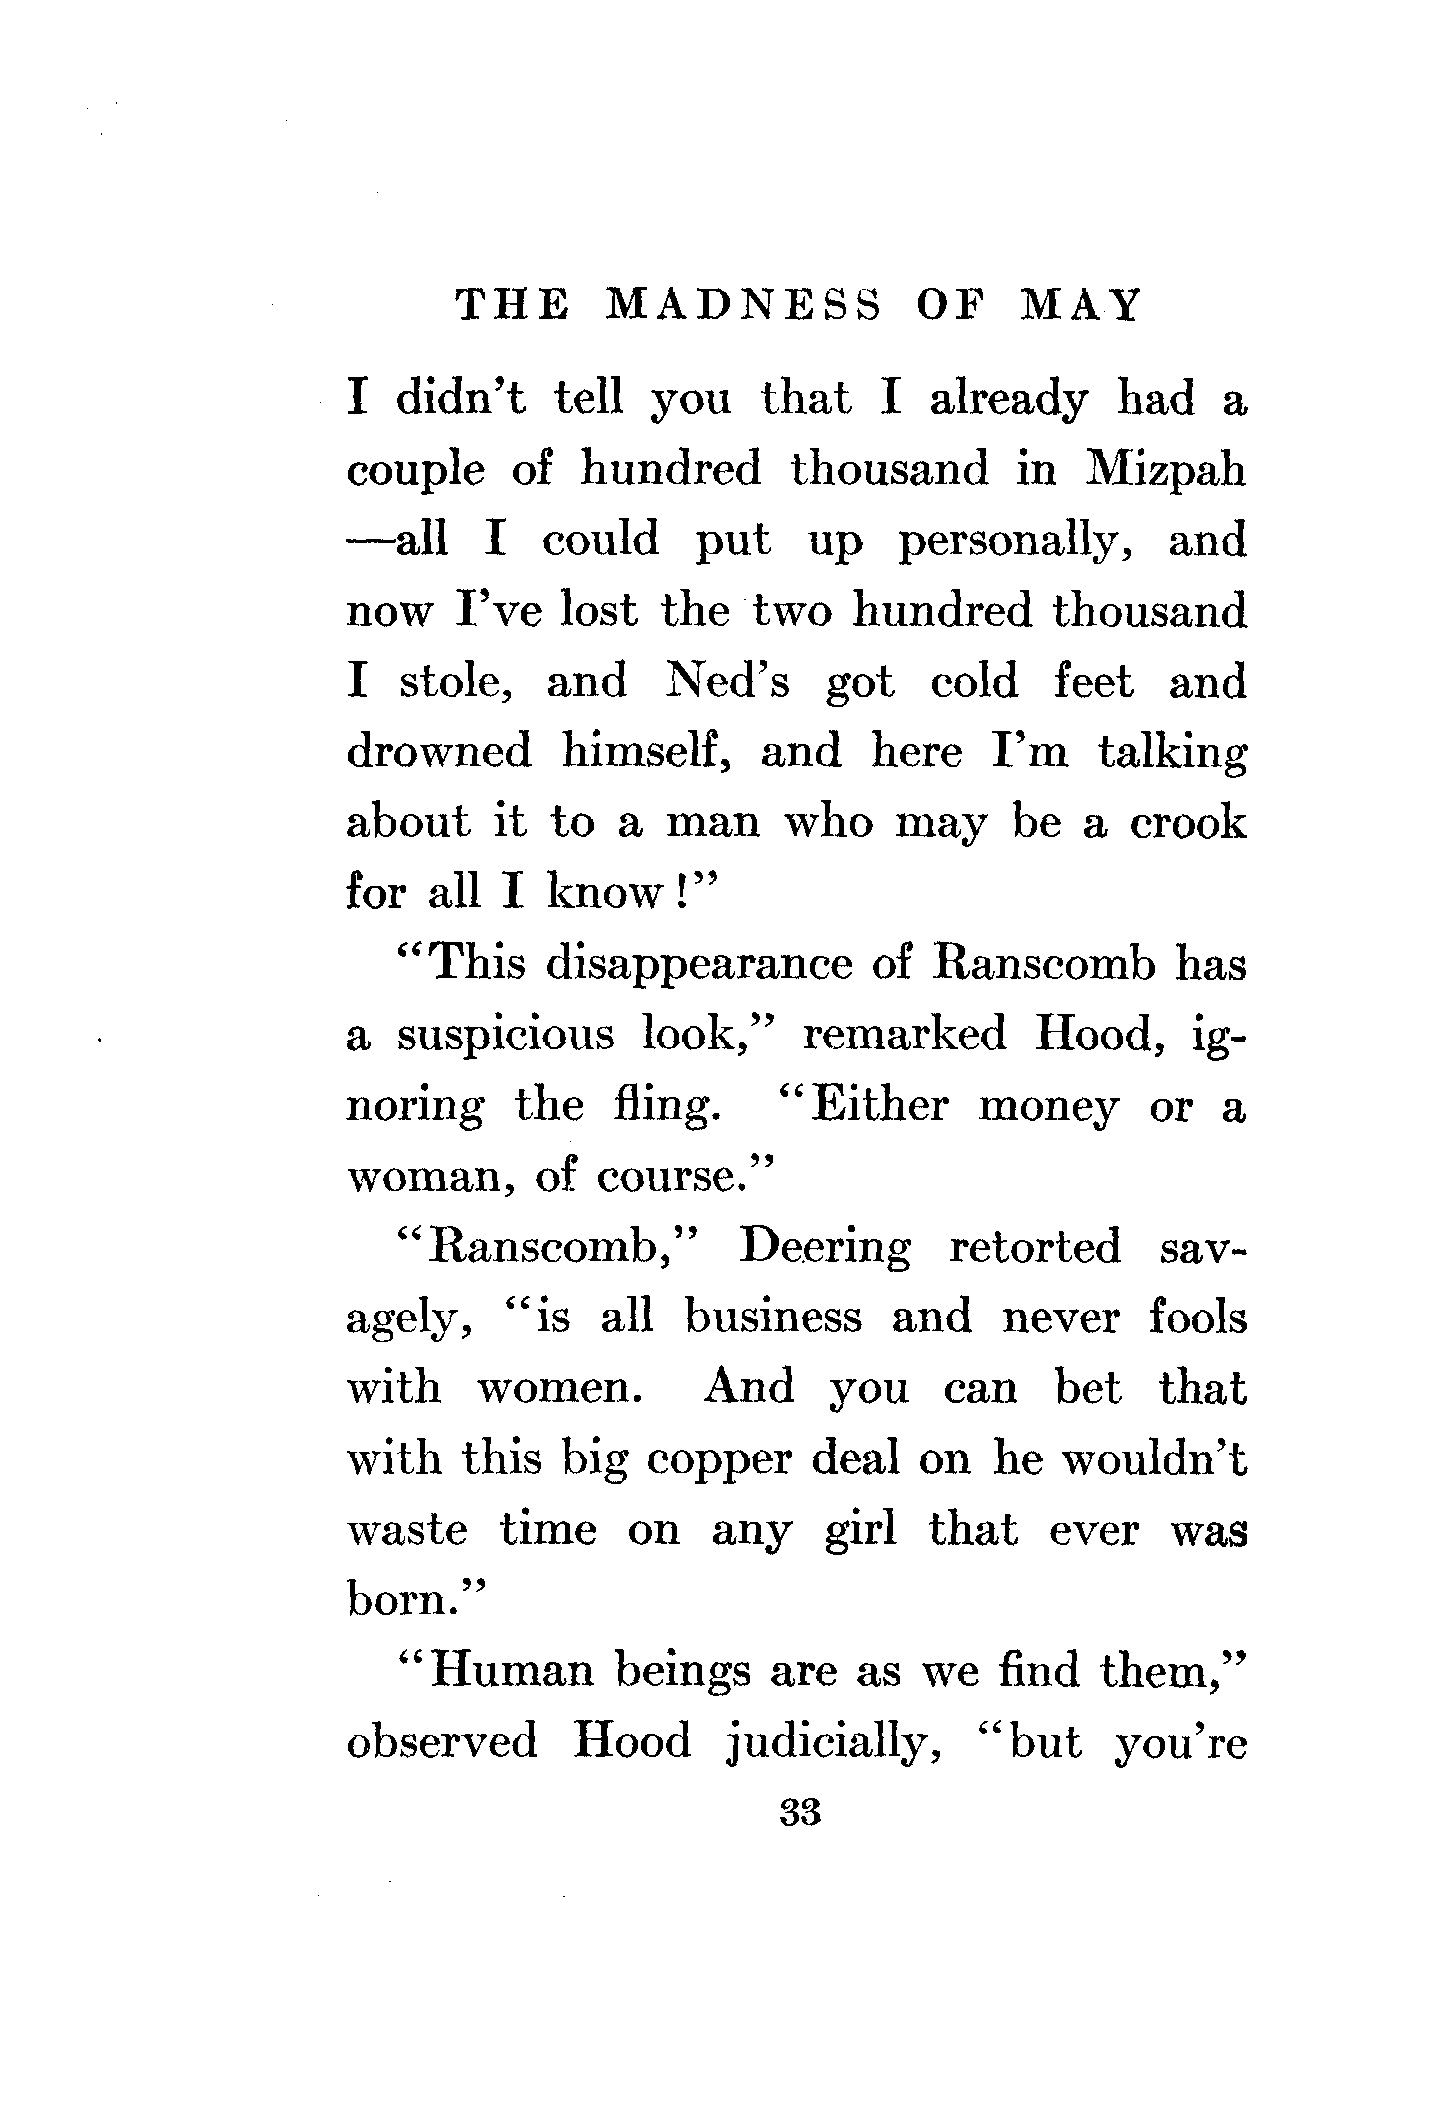 THE MADNESS OF MAY
I didn't tell you that I already had a
couple of hundred thousand in Mizpah
—all I could put up personally, and
now I've lost the two hundred thousand
I stole, and Ned's got cold feet and
drowned himself, and here I'm talking
about it to a man who may be a crook
for all I know!"
"This disappearance of Ranscomb has
a suspicious look," remarked Hood, ig-
noring the fling. "Either money or a
woman, of course."
"Ranscomb," Deering retorted sav-
agely, "is all business and never fools
with women. And you can bet that
with this big copper deal on he wouldn't
waste time on any girl that ever was
born."
"Human beings are as we find them,"
observed Hood judicially, "but you're
33